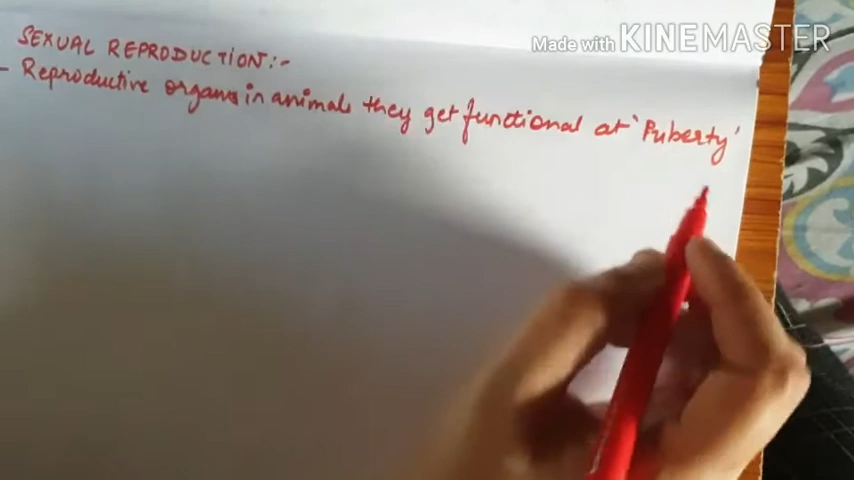 Made with KINEMASTER
SEXUAL REPRODUCTION:-
- Reproductive organs in animals they get functional at 'Puberty'